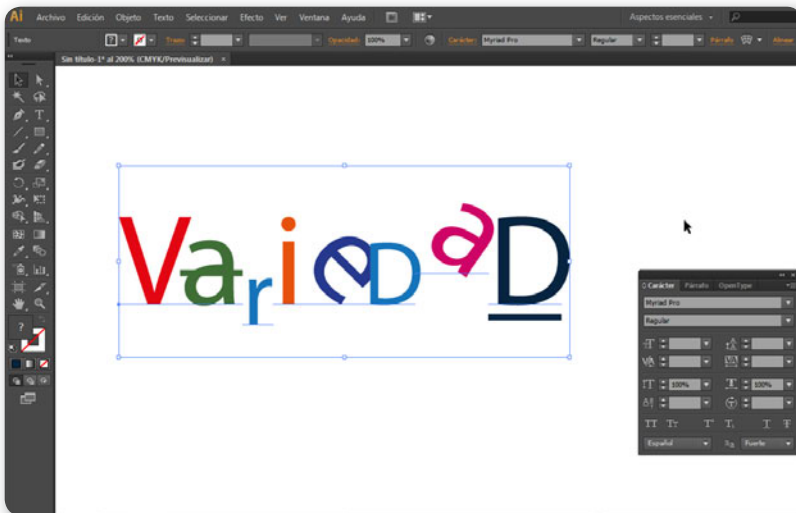 Ai Archivo Edición Objeto Texto Seleccionar Efecto Ver Ventana Ayuda Aspectos esenciales
Texto ? Trazo: Opacidad: 100% Carácter: Myriad Pro Regular Párrafo Alinear
Sin título-1* al 200% (CMYK/Previsualizar) ×
VarieDaD
Carácter Párrafo OpenType
Myriad Pro
Regular
100% 100%
TT Tt T' T, T T
?
Español Fuerte